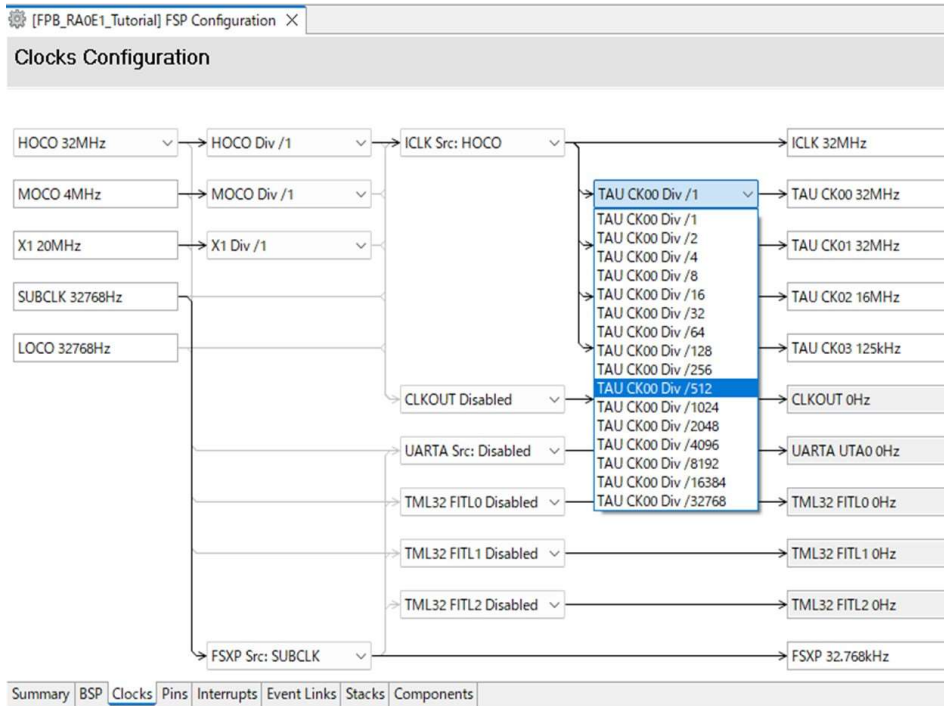 [FPB_RA0E1_Tutorial] FSP Configuration
Clocks Configuration
HOCO 32MHz
HOCO Div /1
ICLK Src: HOCO
ICLK 32MHz
MOCO 4MHz
MOCO Div /1
TAU CK00 Div /1
TAU CK00 32MHz
X1 20MHz
X1 Div /1
TAU CK01 32MHz
SUBCLK 32768Hz
TAU CK02 16MHz
LOCO 32768Hz
TAU CK03 125kHz
TAU CK00 Div /1
TAU CK00 Div /2
TAU CK00 Div /4
TAU CK00 Div /8
TAU CK00 Div /16
TAU CK00 Div /32
TAU CK00 Div /64
TAU CK00 Div /128
TAU CK00 Div /256
TAU CK00 Div /512
TAU CK00 Div /1024
TAU CK00 Div /2048
TAU CK00 Div /4096
TAU CK00 Div /8192
TAU CK00 Div /16384
TAU CK00 Div /32768
CLKOUT Disabled
CLKOUT 0Hz
UARTA Src: Disabled
UARTA UTA0 0Hz
TML32 FITL0 Disabled
TML32 FITL0 0Hz
TML32 FITL1 Disabled
TML32 FITL1 0Hz
TML32 FITL2 Disabled
TML32 FITL2 0Hz
FSXP Src: SUBCLK
FSXP 32.768kHz
Summary BSP Clocks Pins Interrupts Event Links Stacks Components